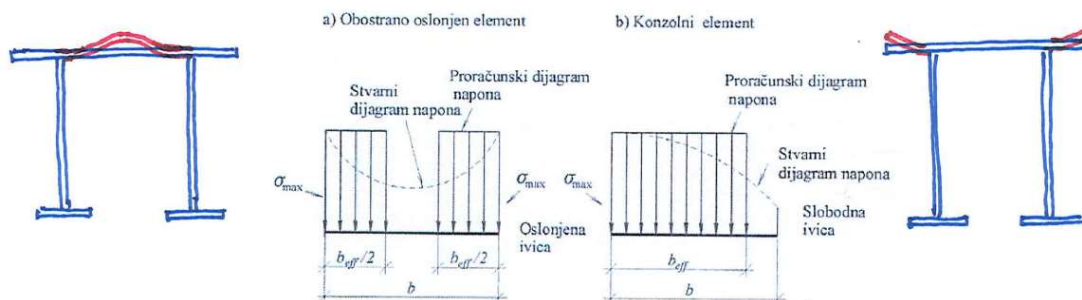 a) Obostrano oslonjen element
b) Konzolni element
Proračunski dijagram
napona
Stvarni
dijagram napona
σmax
σmax
Oslonjena
ivica
beff/2
beff/2
b
Proračunski dijagram
napona
Stvarni
dijagram napona
σmax
Slobodna
ivica
beff
b